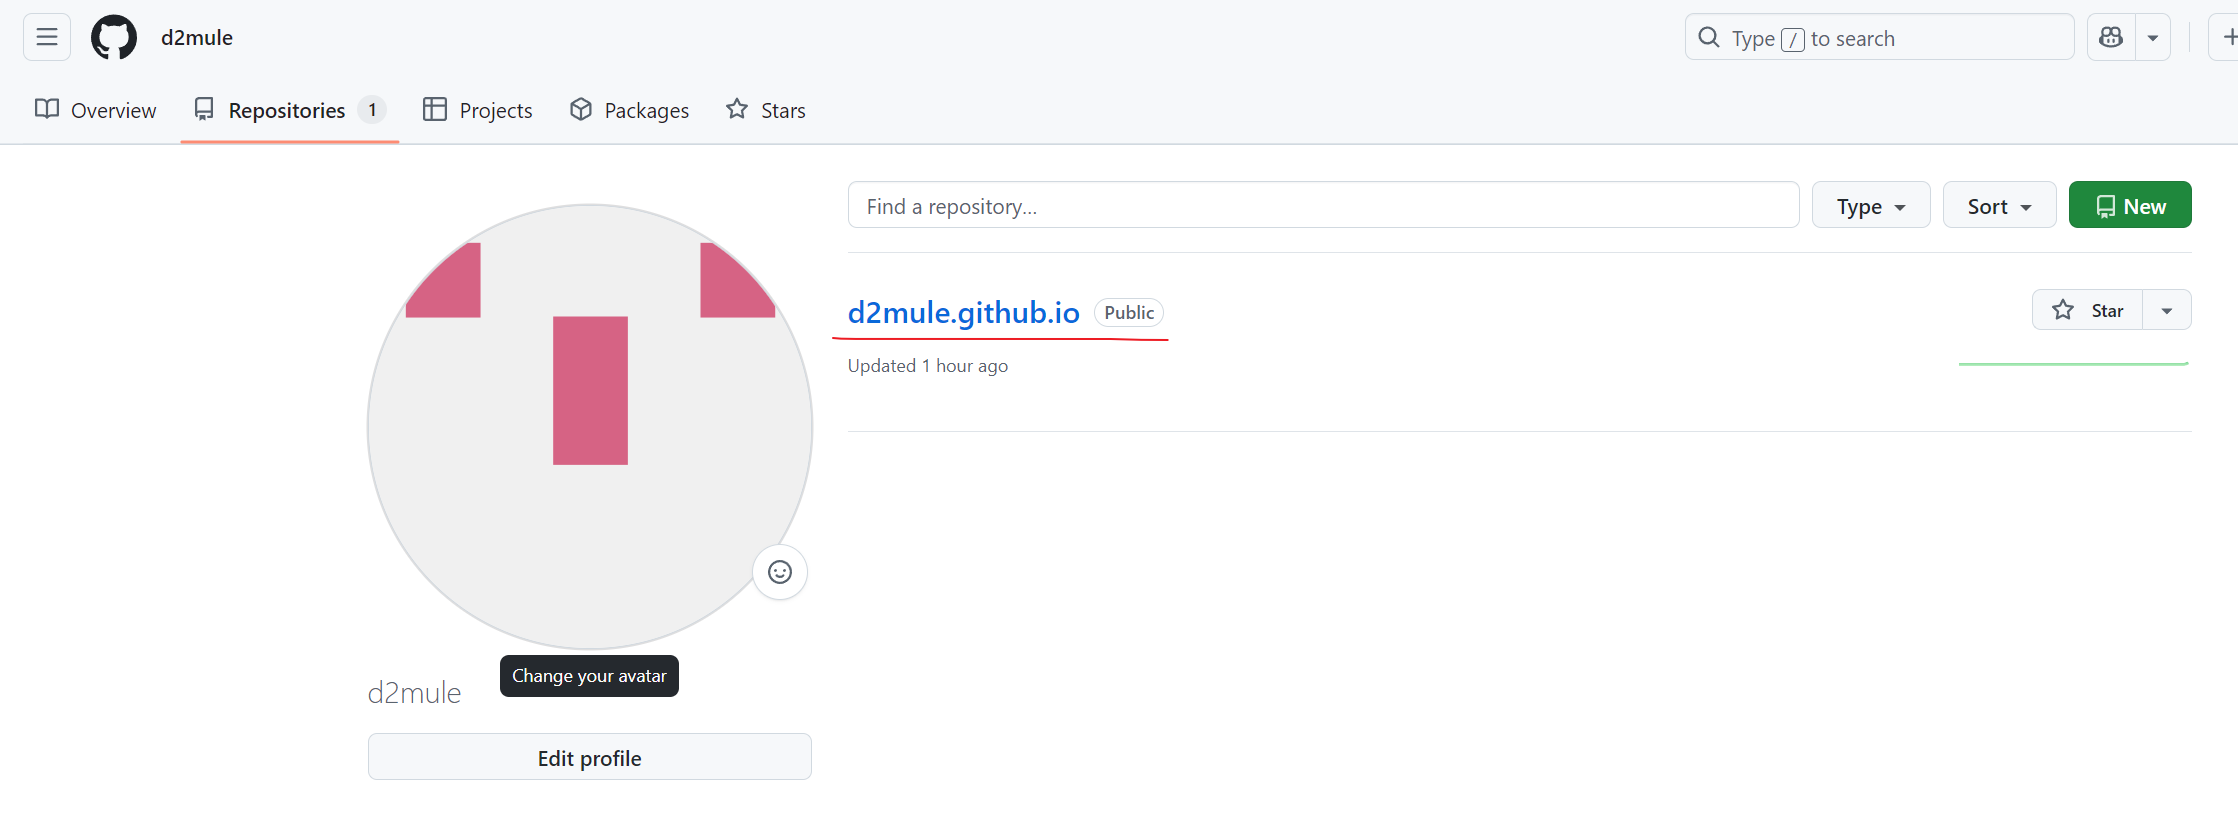 d2mule
Type / to search
Overview
Repositories 1
Projects
Packages
Stars
Find a repository...
Type
Sort
New
d2mule.github.io Public
Star
Updated 1 hour ago
Change your avatar
d2mule
Edit profile